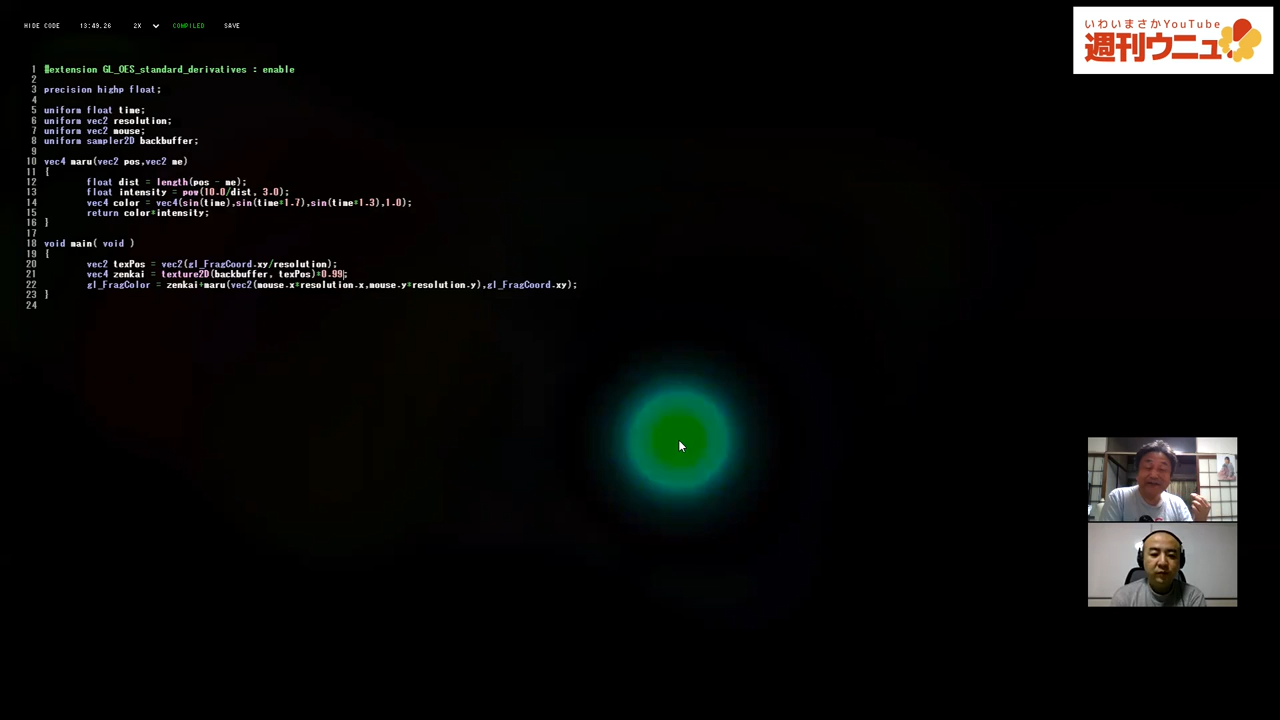 HIDE CODE 13:49.26 2X COMPILED SAVE
いわいまさかYouTube
週刊ウニュー
1 #extension GL_OES_standard_derivatives : enable
2
3 precision highp float;
4
5 uniform float time;
6 uniform vec2 resolution;
7 uniform vec2 mouse;
8 uniform sampler2D backbuffer;
9
10 vec4 maru(vec2 pos,vec2 me)
11 {
12 float dist = length(pos - me);
13 float intensity = pow(10.0/dist, 3.0);
14 vec4 color = vec4(sin(time),sin(time*1.7),sin(time*1.3),1.0);
15 return color*intensity;
16 }
17
18 void main( void )
19 {
20 vec2 texPos = vec2(gl_FragCoord.xy/resolution);
21 vec4 zenkai = texture2D(backbuffer, texPos)*0.99;
22 gl_FragColor = zenkai+maru(vec2(mouse.x*resolution.x,mouse.y*resolution.y),gl_FragCoord.xy);
23 }
24